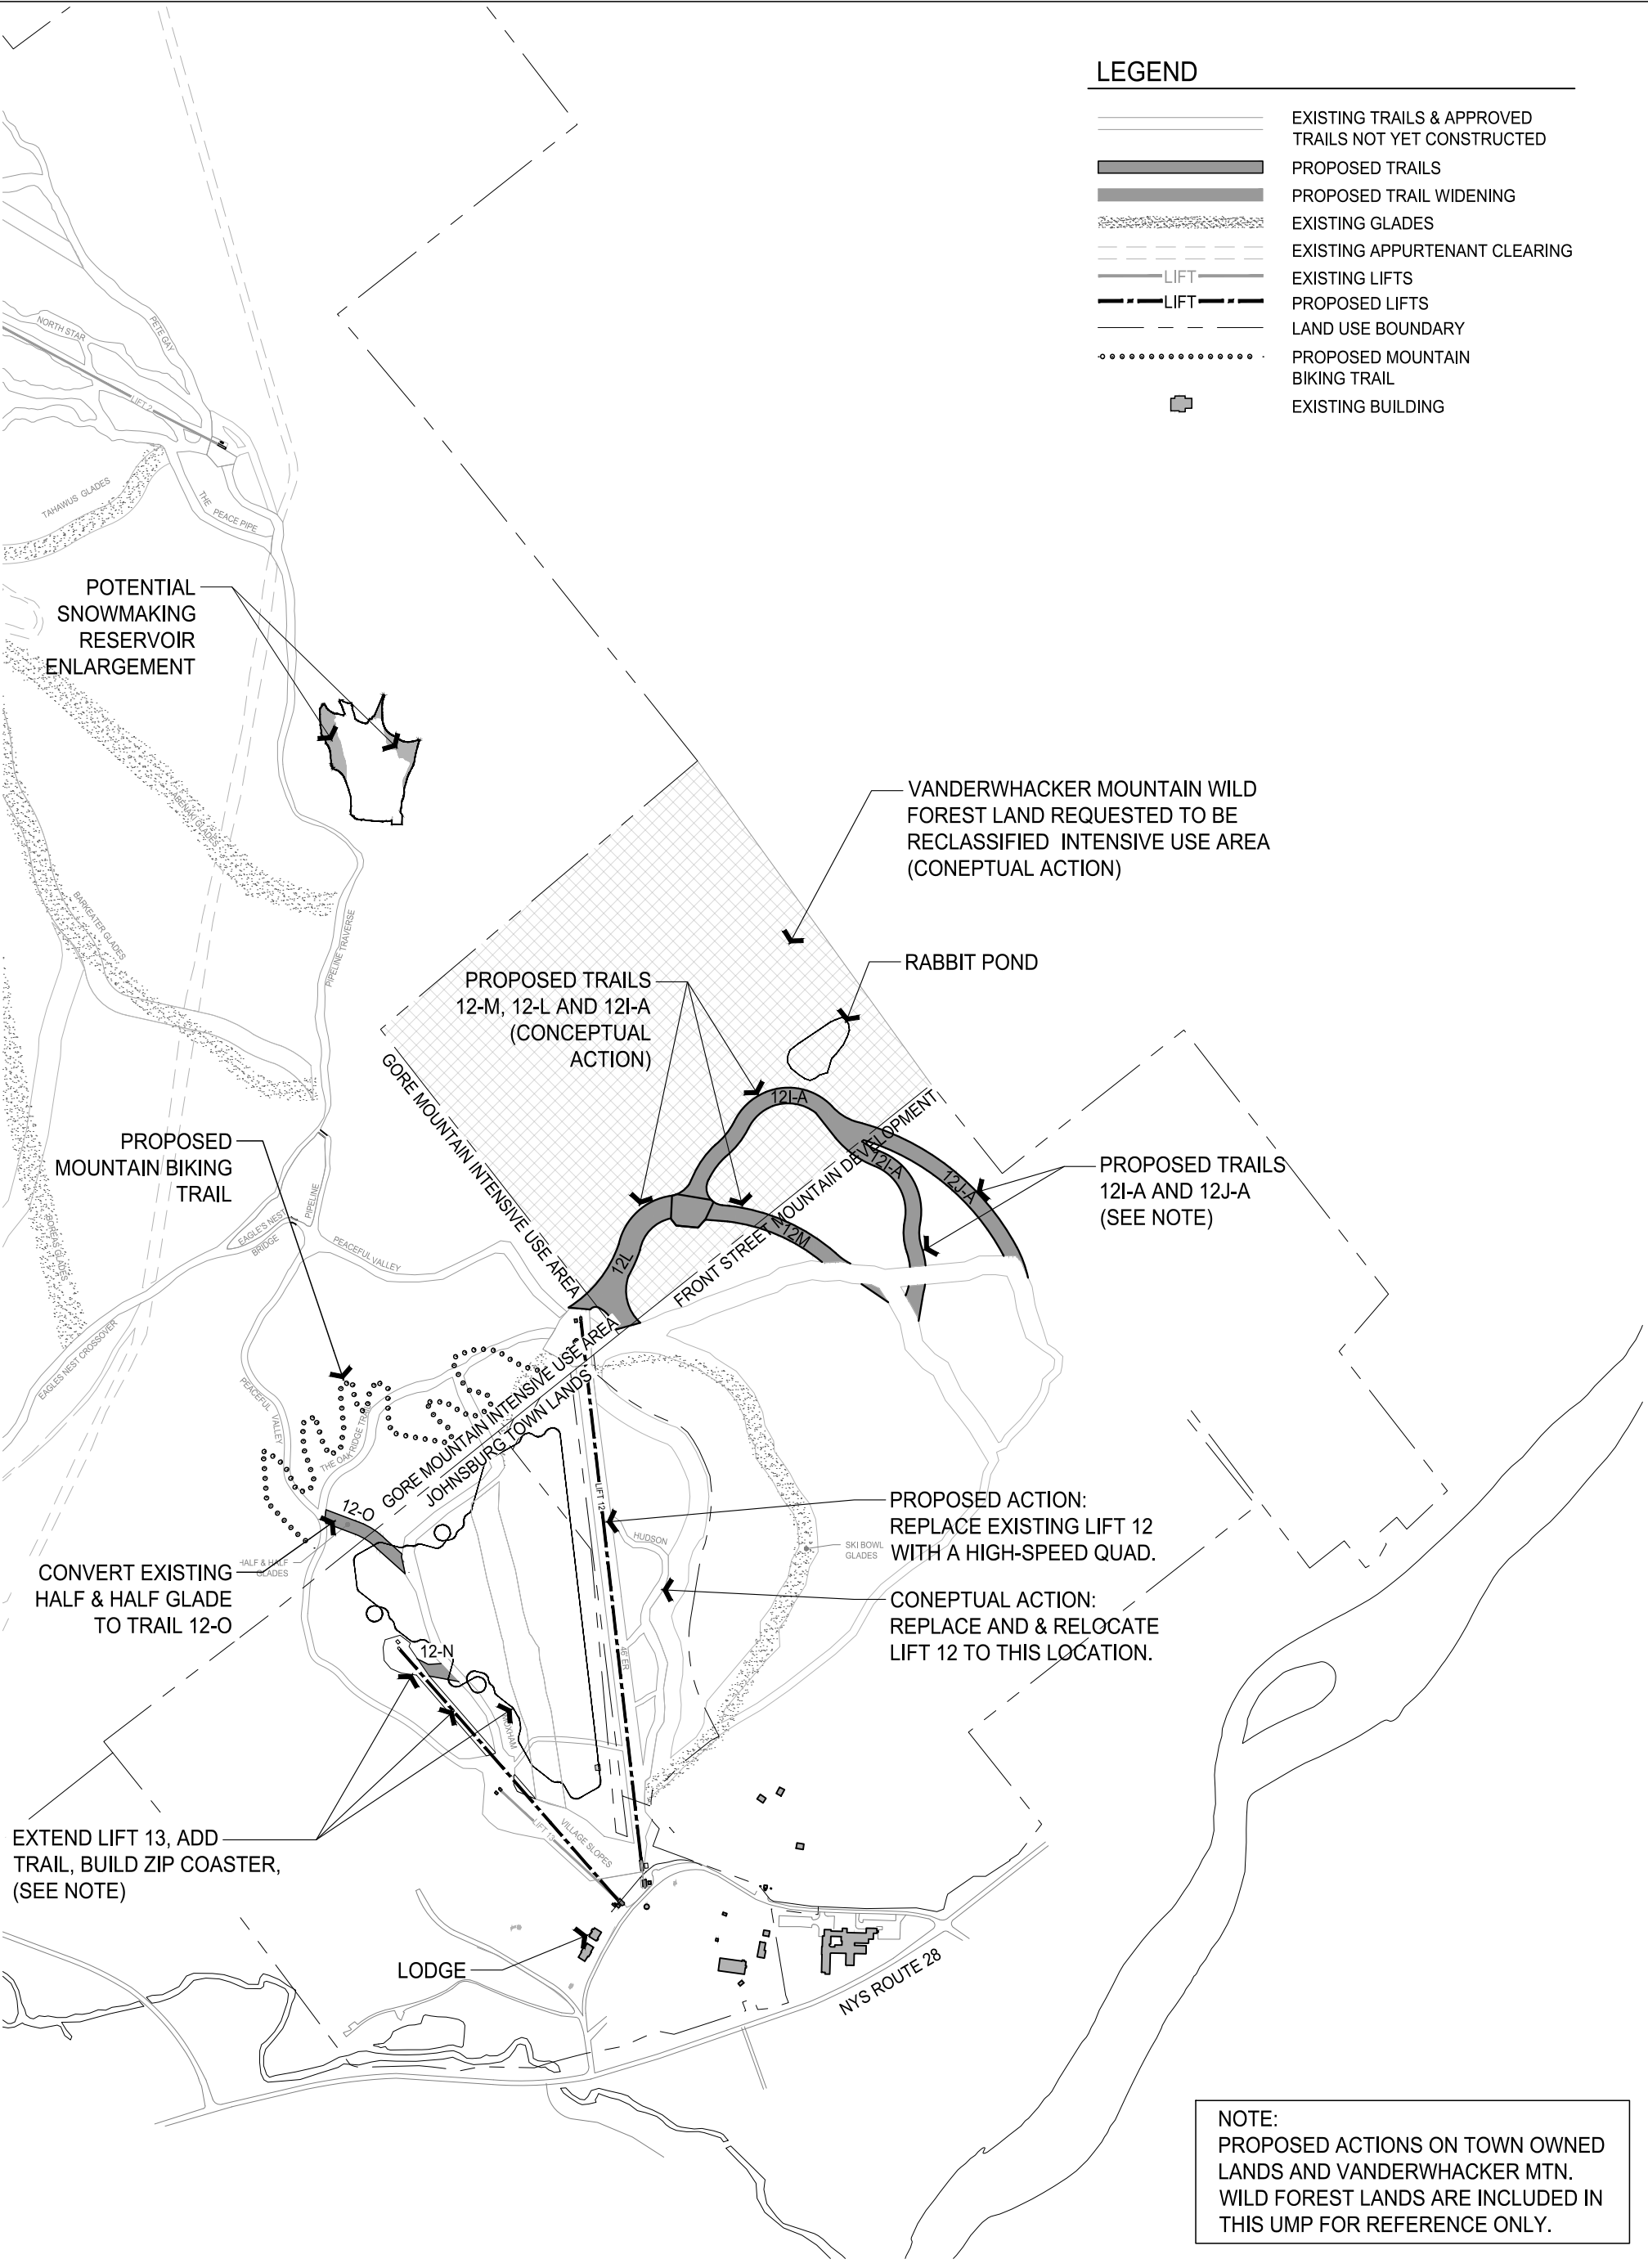 LEGEND
EXISTING TRAILS & APPROVED
TRAILS NOT YET CONSTRUCTED
PROPOSED TRAILS
PROPOSED TRAIL WIDENING
EXISTING GLADES
EXISTING APPURTENANT CLEARING
LIFT
EXISTING LIFTS
LIFT
PROPOSED LIFTS
LAND USE BOUNDARY
PROPOSED MOUNTAIN
BIKING TRAIL
EXISTING BUILDING
NORTH STAR
PETE GAY
LIFT 2
TAHAWUS GLADES
THE
PEACE PIPE
POTENTIAL
SNOWMAKING
RESERVOIR
ENLARGEMENT
ABENAKI GLADES
BARKEATER GLADES
PIPELINE TRAVERSE
VANDERWHACKER MOUNTAIN WILD
FOREST LAND REQUESTED TO BE
RECLASSIFIED INTENSIVE USE AREA
(CONEPTUAL ACTION)
RABBIT POND
PROPOSED TRAILS
12-M, 12-L AND 12I-A
(CONCEPTUAL
ACTION)
GORE MOUNTAIN INTENSIVE USE AREA
12I-A
12I-A
12J-A
12M
12L
FRONT STREET MOUNTAIN DEVELOPMENT
PROPOSED TRAILS
12I-A AND 12J-A
(SEE NOTE)
PROPOSED
MOUNTAIN BIKING
TRAIL
PIPELINE
EAGLE'S NEST
BRIDGE
PEACEFUL VALLEY
BOREAS GLADES
EAGLES NEST CROSSOVER
PEACEFUL VALLEY
THE OAK RIDGE TRAIL
GORE MOUNTAIN INTENSIVE USE AREA
JOHNSBURG TOWN LANDS
12-O
HALF & HALF
GLADES
CONVERT EXISTING
HALF & HALF GLADE
TO TRAIL 12-O
LIFT 12
HUDSON
SKI BOWL
GLADES
PROPOSED ACTION:
REPLACE EXISTING LIFT 12
WITH A HIGH-SPEED QUAD.
CONEPTUAL ACTION:
REPLACE AND & RELOCATE
LIFT 12 TO THIS LOCATION.
46'ER
12-N
MOXHAM
EXTEND LIFT 13, ADD
TRAIL, BUILD ZIP COASTER,
(SEE NOTE)
LIFT 13
VILLAGE SLOPES
LODGE
NYS ROUTE 28
NOTE:
PROPOSED ACTIONS ON TOWN OWNED
LANDS AND VANDERWHACKER MTN.
WILD FOREST LANDS ARE INCLUDED IN
THIS UMP FOR REFERENCE ONLY.